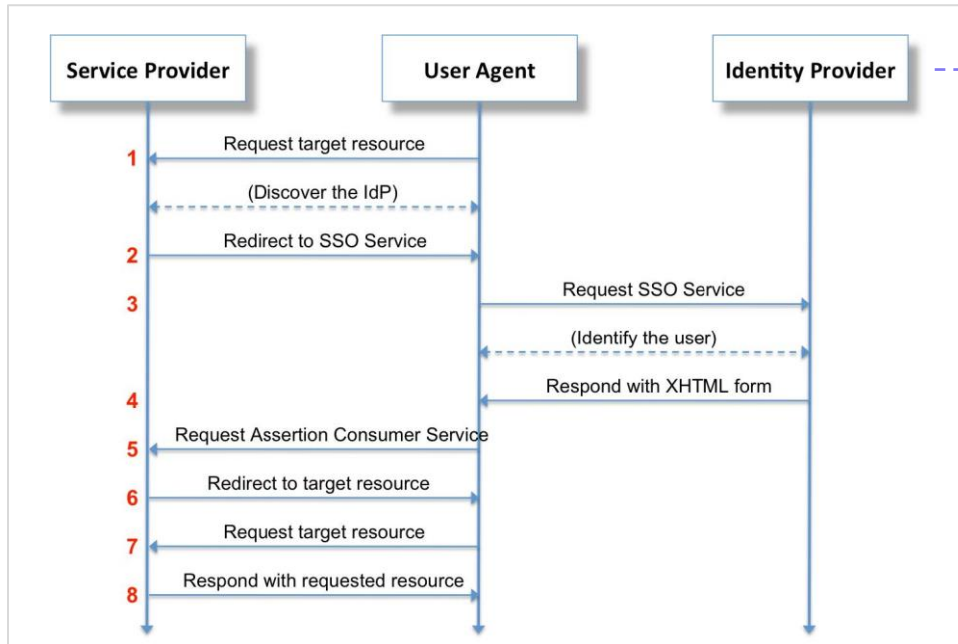 Service Provider
User Agent
Identity Provider
1
Request target resource
(Discover the IdP)
2
Redirect to SSO Service
3
Request SSO Service
(Identify the user)
4
Respond with XHTML form
5
Request Assertion Consumer Service
6
Redirect to target resource
7
Request target resource
8
Respond with requested resource